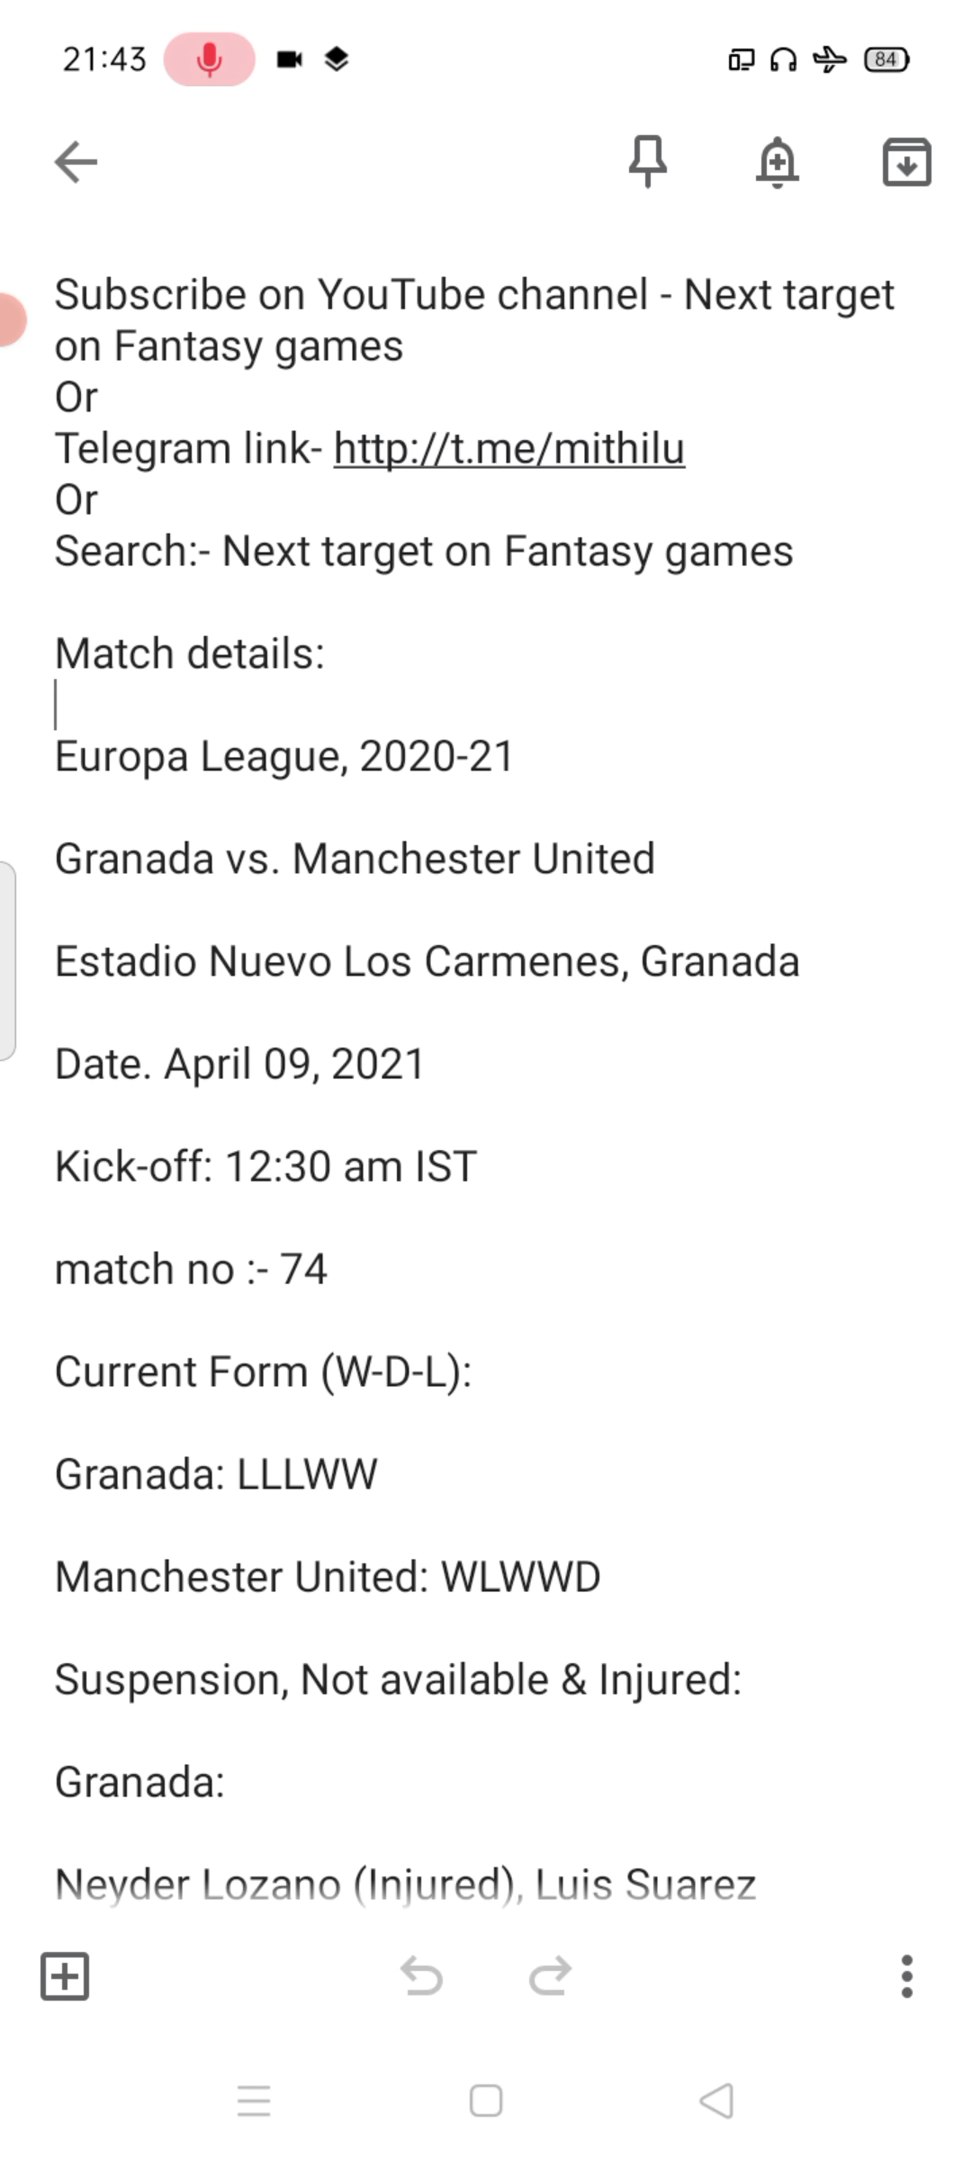 21:43
84
Subscribe on YouTube channel - Next target
on Fantasy games
Or
Telegram link- http://t.me/mithilu
Or
Search:- Next target on Fantasy games
Match details:
Europa League, 2020-21
Granada vs. Manchester United
Estadio Nuevo Los Carmenes, Granada
Date. April 09, 2021
Kick-off: 12:30 am IST
match no :- 74
Current Form (W-D-L):
Granada: LLLWW
Manchester United: WLWWD
Suspension, Not available & Injured:
Granada:
Neyder Lozano (Injured), Luis Suarez